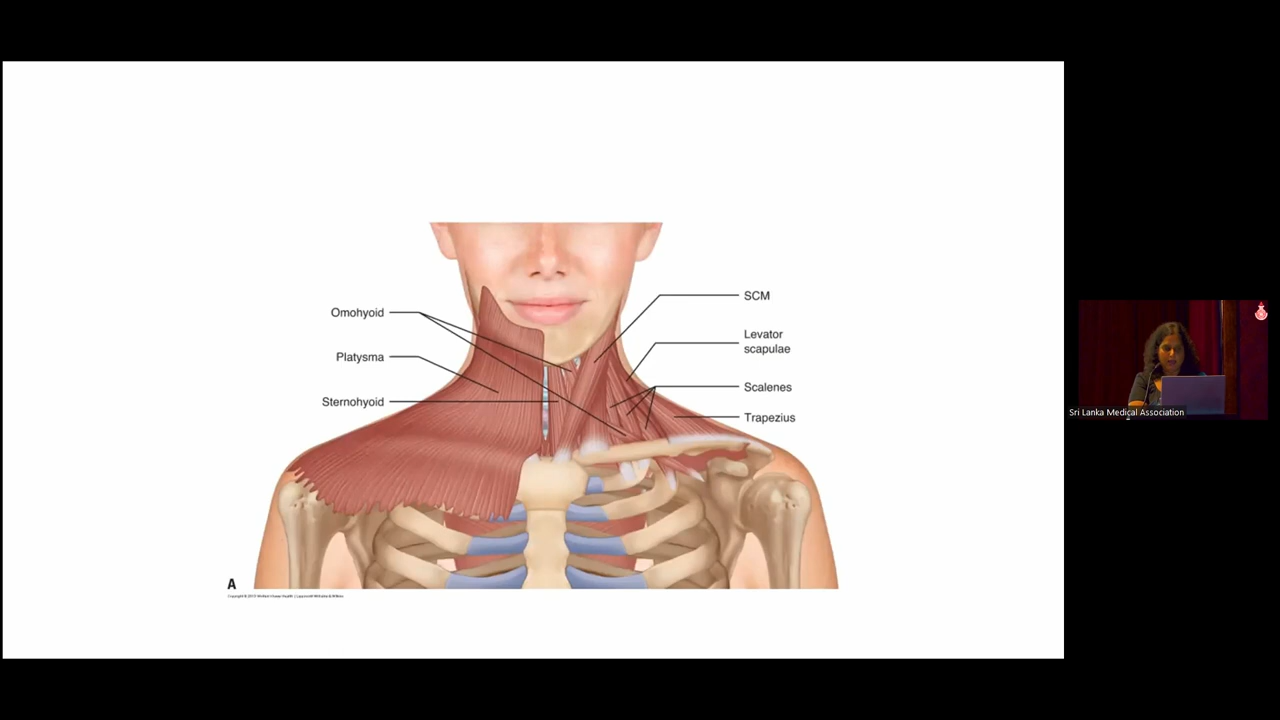 Omohyoid
Platysma
Sternohyoid
SCM
Levator
scapulae
Scalenes
Trapezius
A
Sri Lanka Medical Association